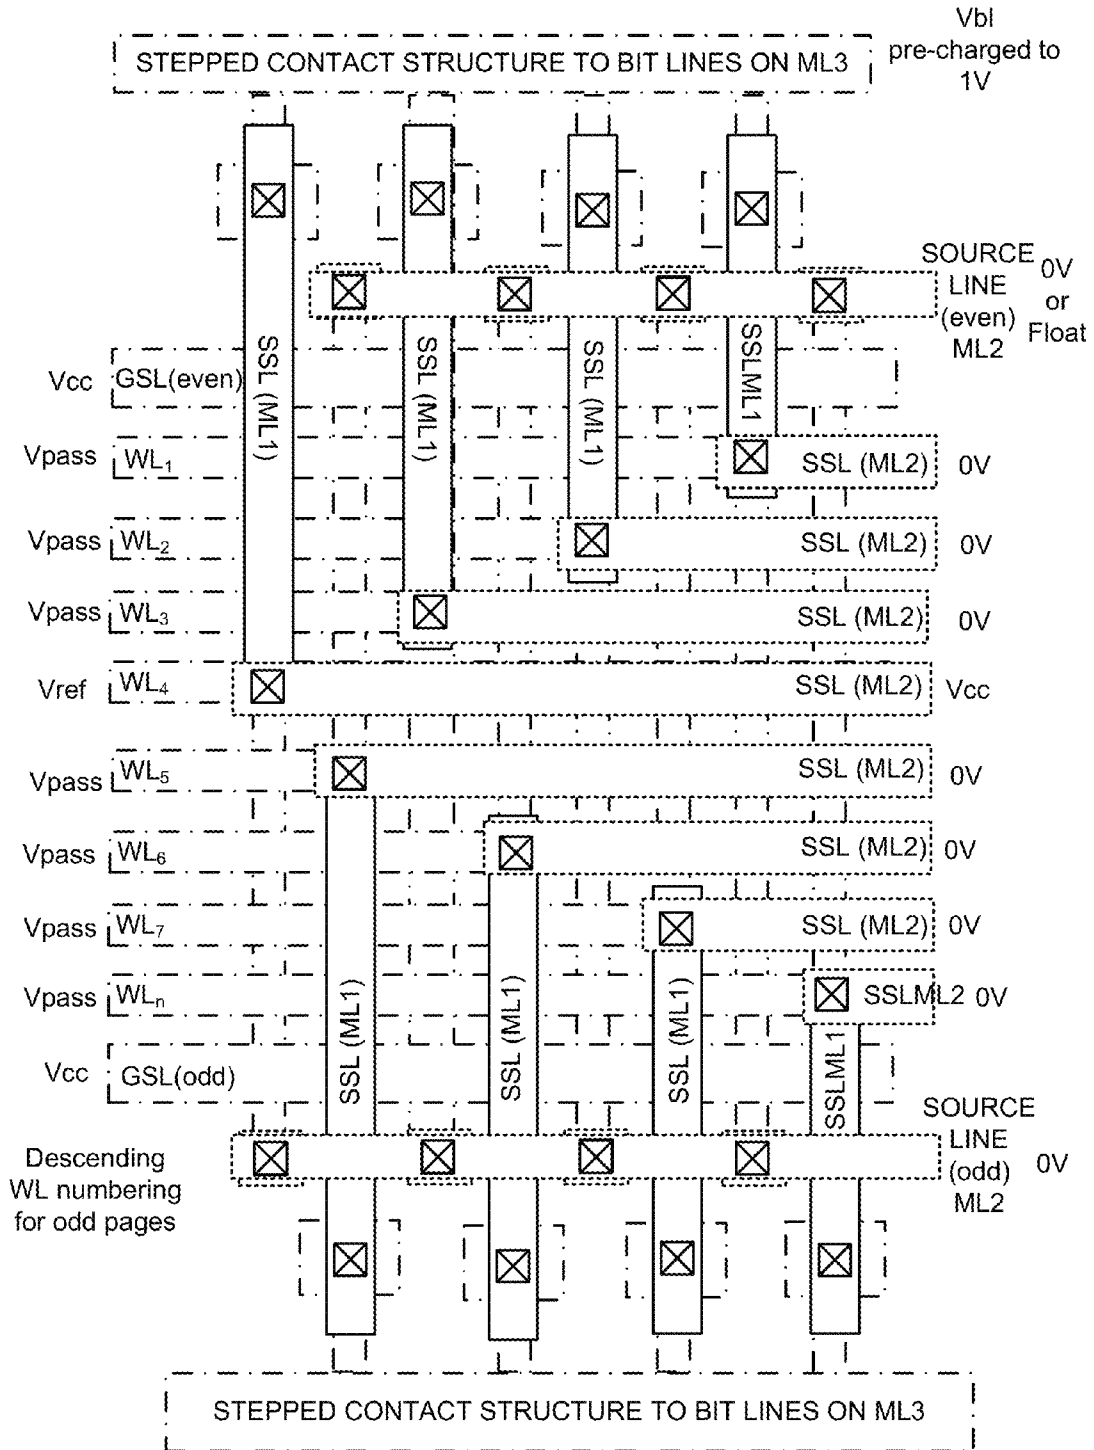 Vbl
pre-charged to
1V
STEPPED CONTACT STRUCTURE TO BIT LINES ON ML3
SOURCE
LINE
(even)
ML2
0V
or
Float
SSL (ML1)
SSL (ML1)
SSL (ML1)
SSLML1
Vcc GSL(even)
Vpass WL1 SSL (ML2) 0V
Vpass WL2 SSL (ML2) 0V
Vpass WL3 SSL (ML2) 0V
Vref WL4 SSL (ML2) Vcc
Vpass WL5 SSL (ML2) 0V
Vpass WL6 SSL (ML2) 0V
Vpass WL7 SSL (ML2) 0V
Vpass WLn SSLML2 0V
SSL (ML1)
SSL (ML1)
SSL (ML1)
SSLML1
Vcc GSL(odd)
SOURCE
LINE
(odd)
ML2
0V
Descending
WL numbering
for odd pages
STEPPED CONTACT STRUCTURE TO BIT LINES ON ML3